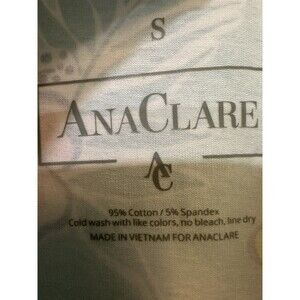 S
ANACLARE
AC
95% Cotton / 5% Spandex
Cold wash with like colors, no bleach, line dry
MADE IN VIETNAM FOR ANACLARE